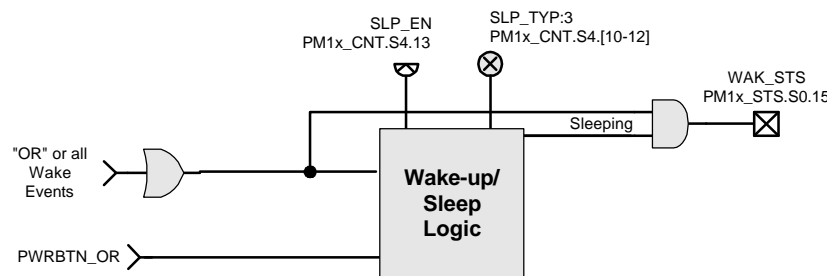 SLP_EN
PM1x_CNT.S4.13
SLP_TYP:3
PM1x_CNT.S4.[10-12]
WAK_STS
PM1x_STS.S0.15
Sleeping
"OR" or all
Wake
Events
Wake-up/
Sleep
Logic
PWRBTN_OR